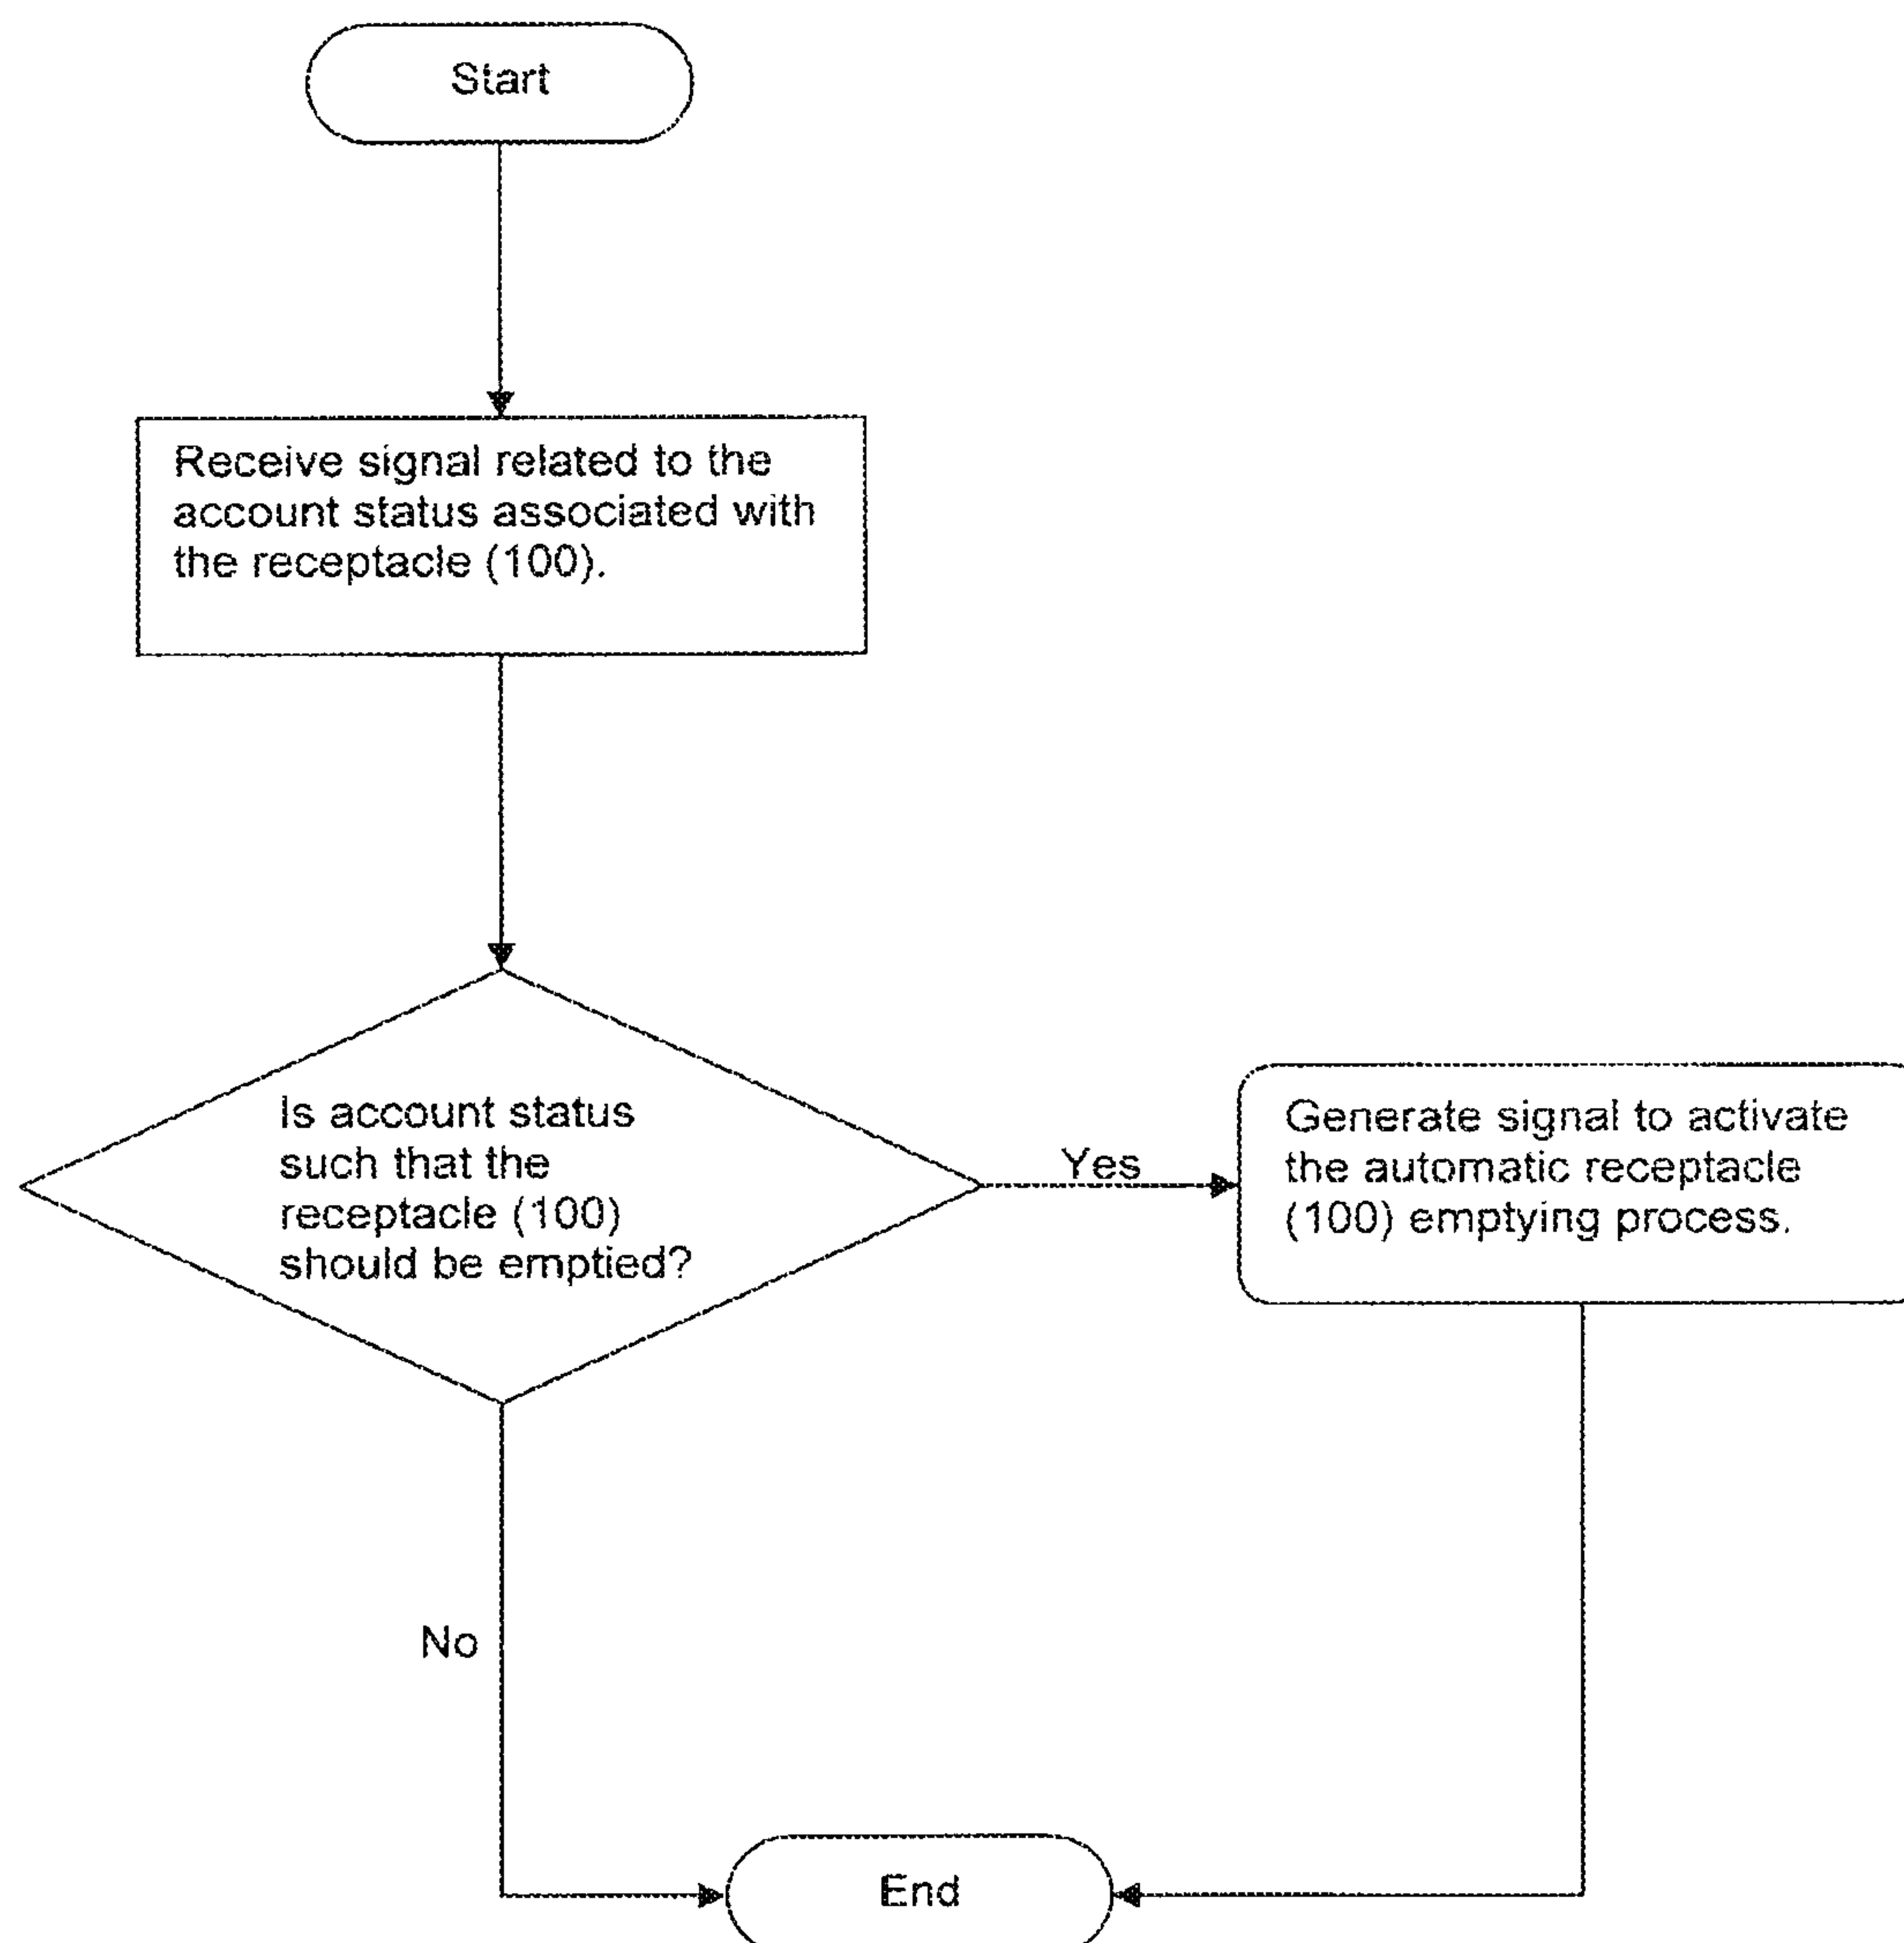 Start
Receive signal related to the
account status associated with
the receptacle (100).
Is account status
such that the
receptacle (100)
should be emptied?
Yes
Generate signal to activate
the automatic receptacle
(100) emptying process.
No
End